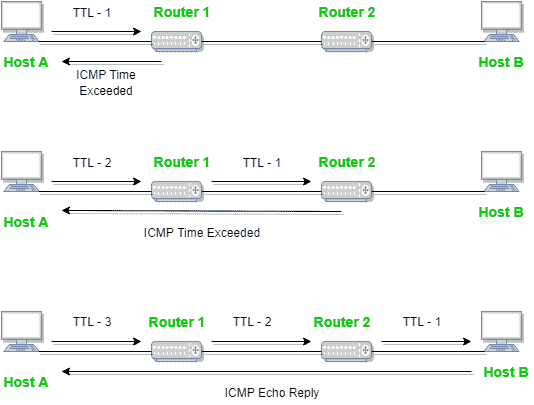 TTL - 1 Router 1 Router 2
Host A Host B
ICMP Time
Exceeded
TTL - 2 Router 1 TTL - 1 Router 2
Host A Host B
ICMP Time Exceeded
TTL - 3 Router 1 TTL - 2 Router 2 TTL - 1
Host A Host B
ICMP Echo Reply